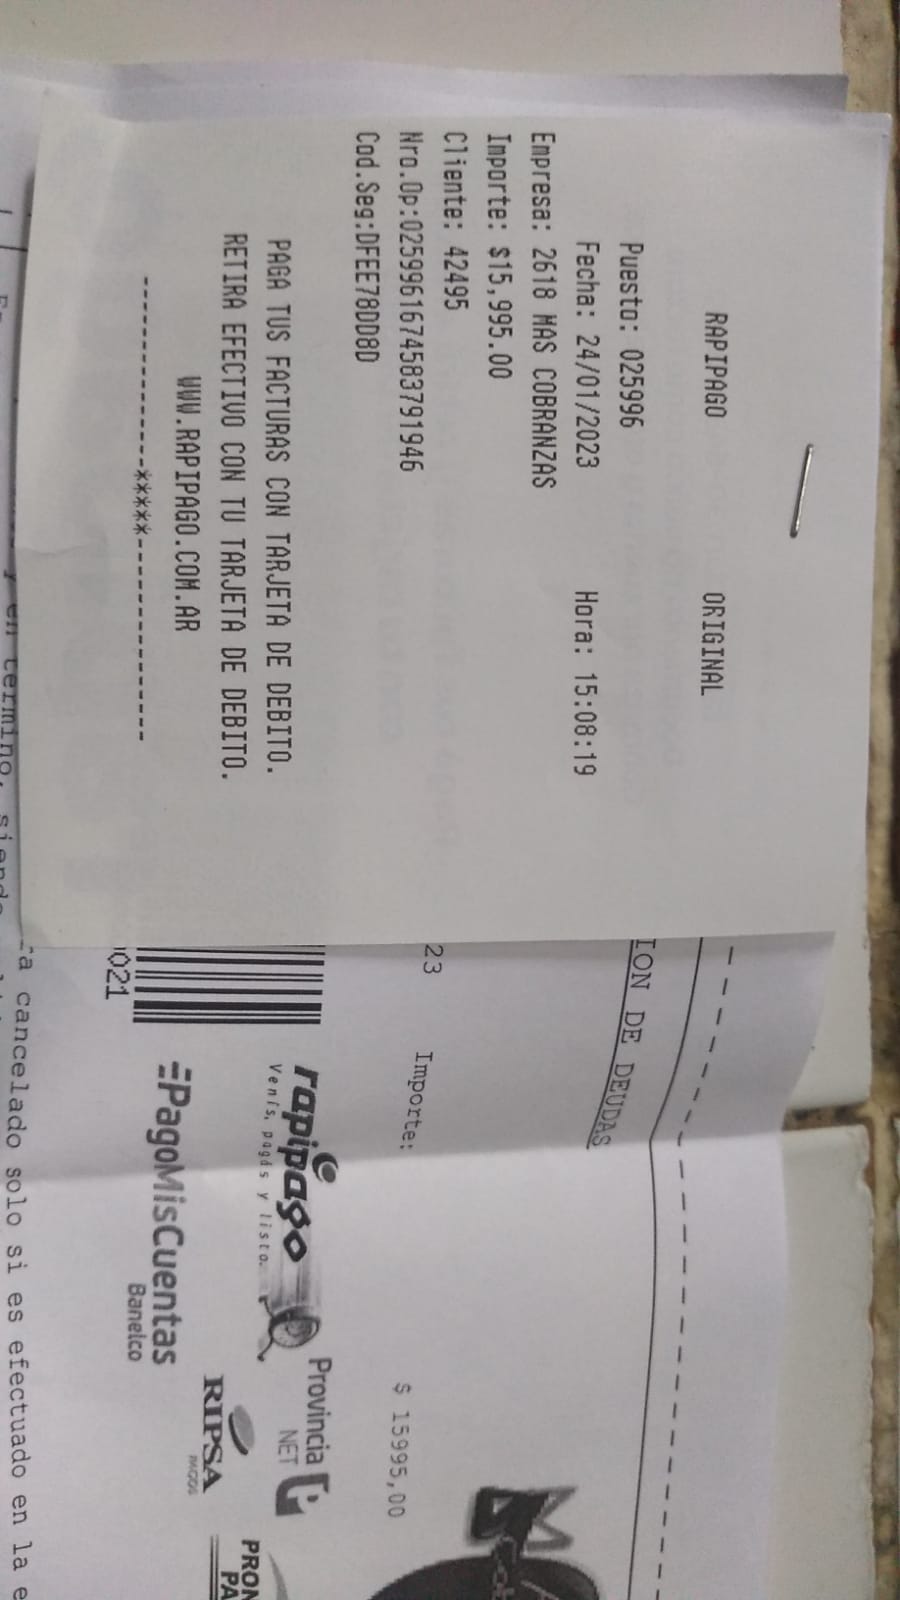 RAPIPAGO ORIGINAL
Puesto: 025996
Fecha: 24/01/2023 Hora: 15:08:19
Empresa: 2618 MAS COBRANZAS
Importe: $15,995.00
Cliente: 42495
Nro.Op:0259961674583791946
Cod.Seg:DFEE78DD8D
PAGA TUS FACTURAS CON TARJETA DE DEBITO.
RETIRA EFECTIVO CON TU TARJETA DE DEBITO.
WWW.RAPIPAGO.COM.AR
---------------*****----------------
ION DE DEUDAS
23 Importe: $ 15995,00
rapipago
Venís, pagás y listo.
Provincia
NET
RIPSA
PAGOS
PRON
PA
PagoMisCuentas
Banelco
0021
ra cancelado solo si es efectuado en la e
y en termino, siendo